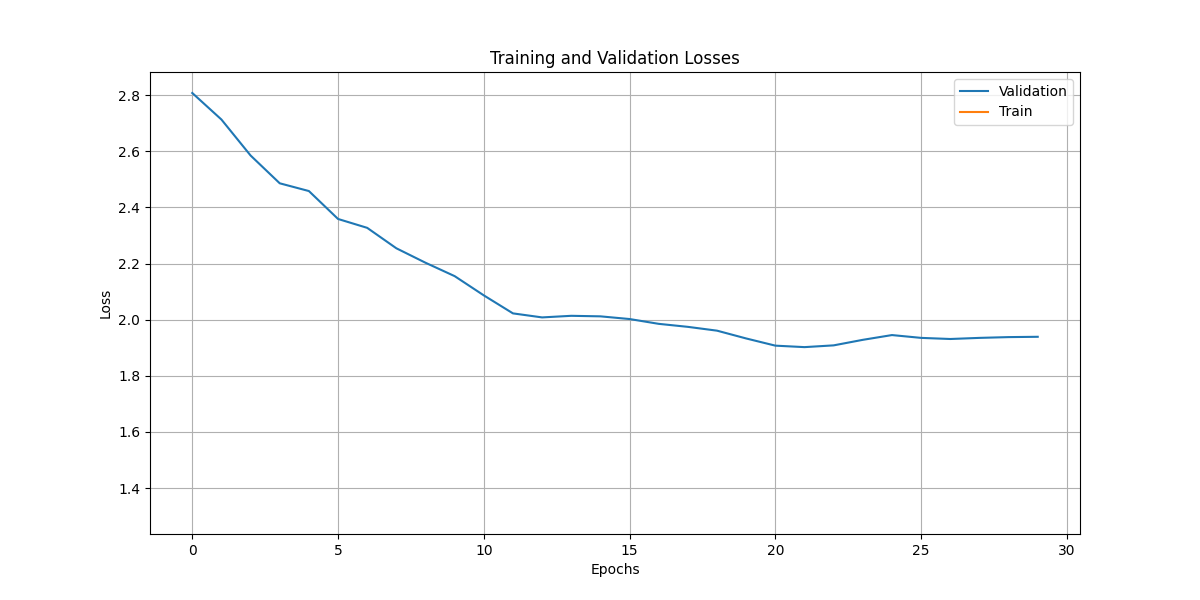 Training and Validation Losses
Validation
Train
Loss
2.8
2.6
2.4
2.2
2.0
1.8
1.6
1.4
0 5 10 15 20 25 30
Epochs